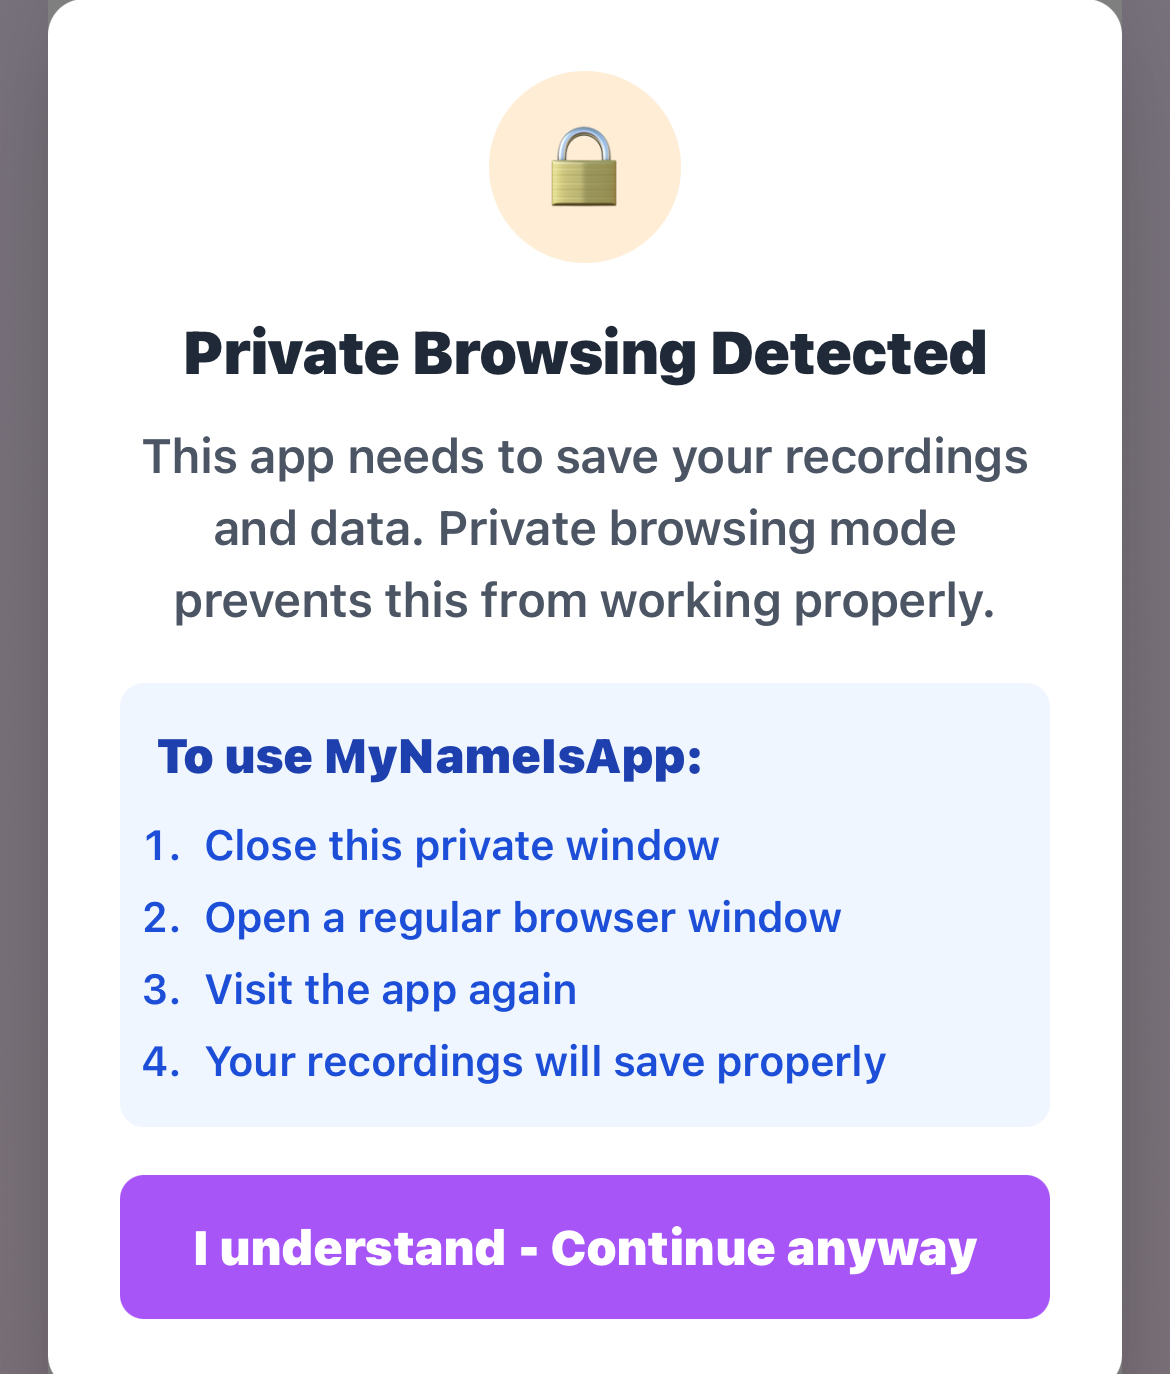 Private Browsing Detected
This app needs to save your recordings
and data. Private browsing mode
prevents this from working properly.
To use MyNameIsApp:
1. Close this private window
2. Open a regular browser window
3. Visit the app again
4. Your recordings will save properly
I understand - Continue anyway